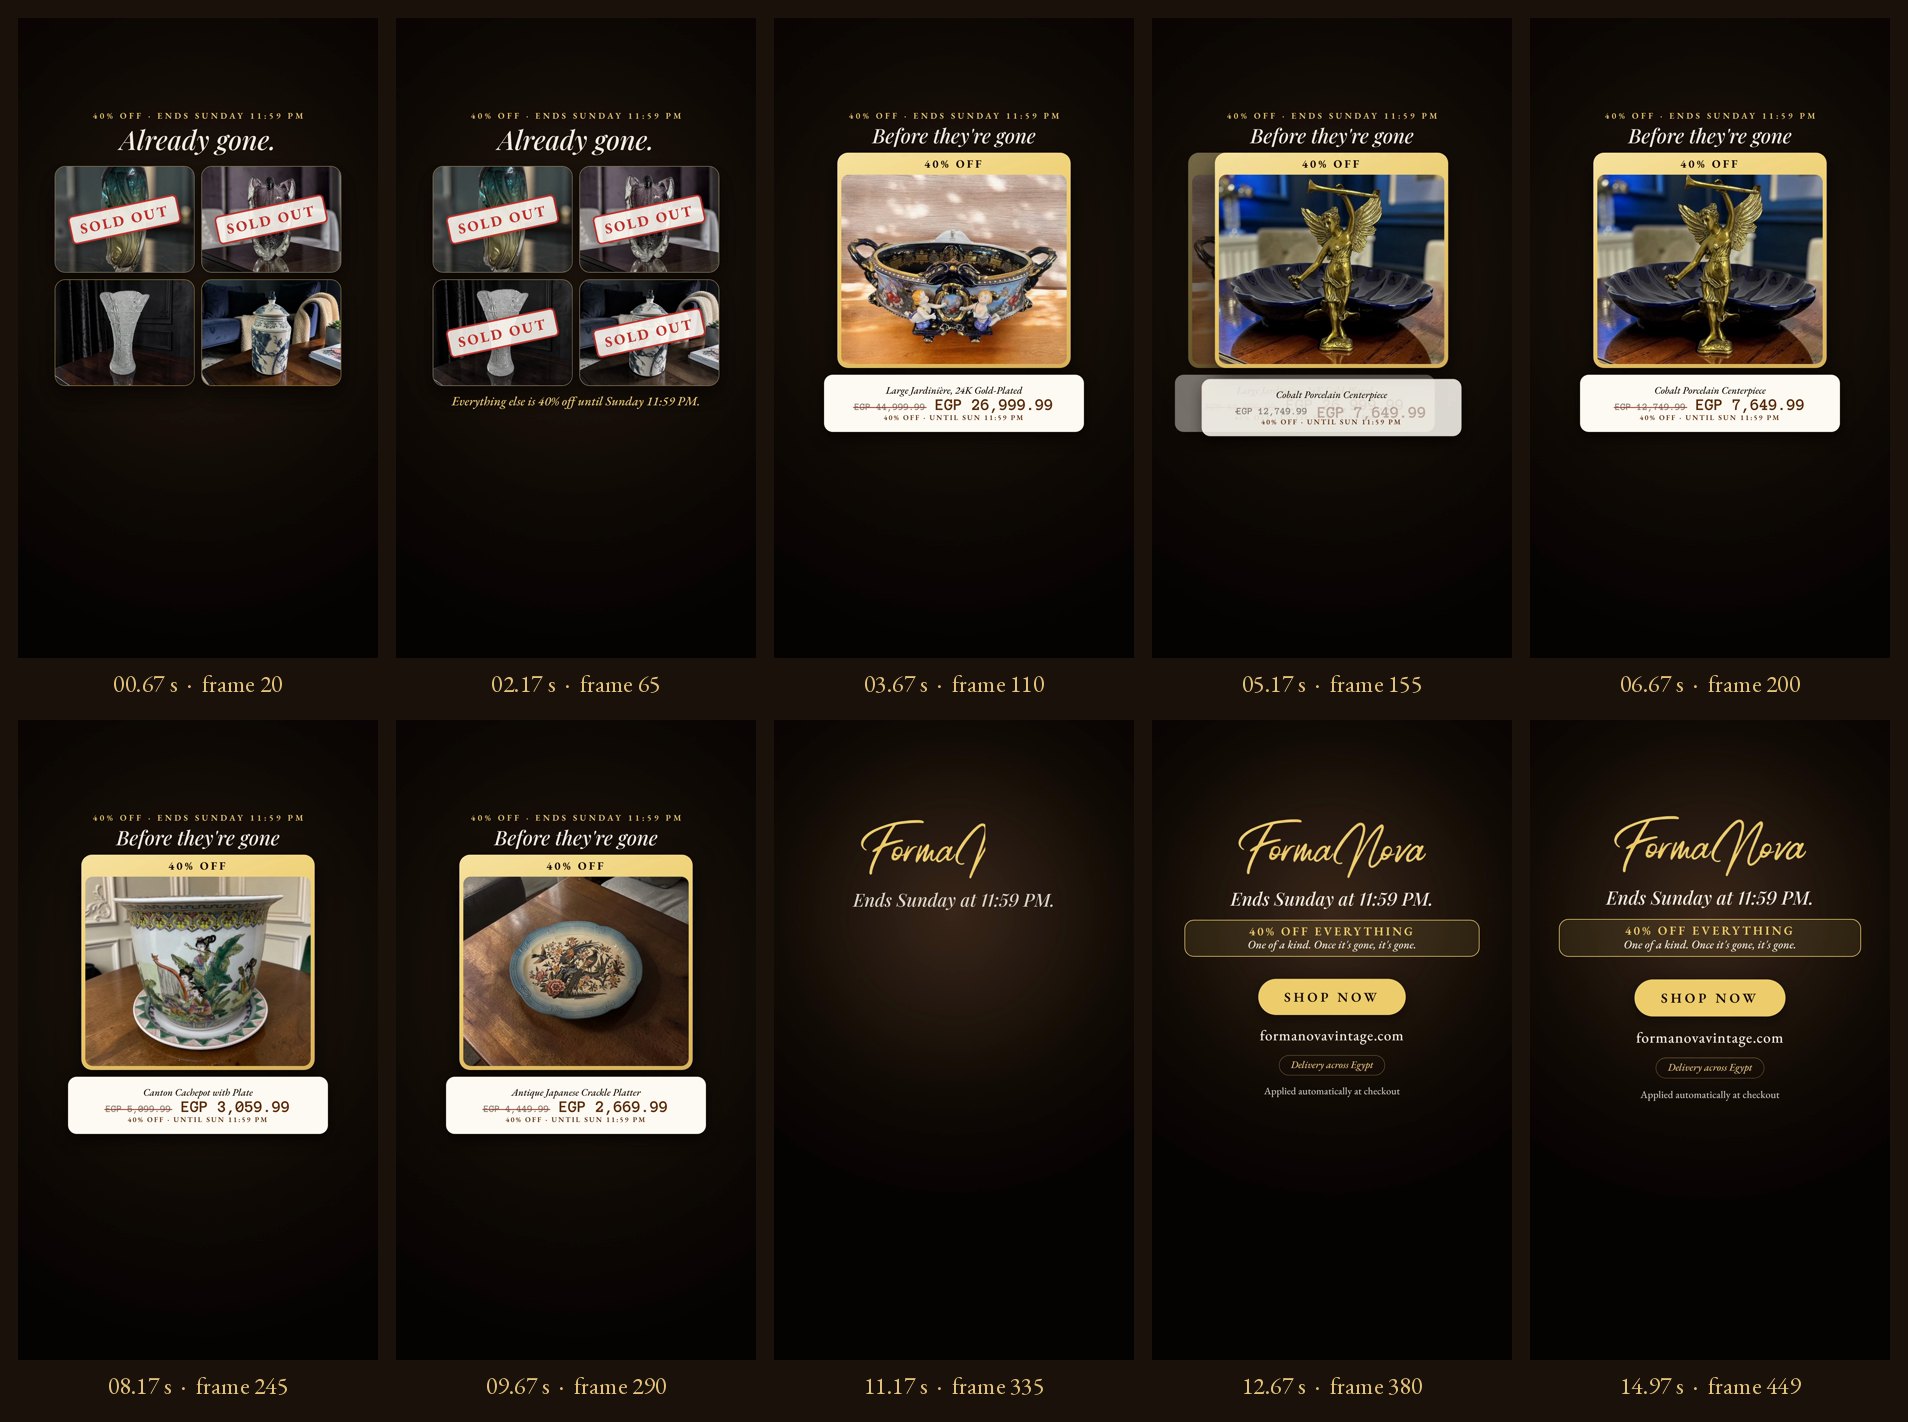 40% OFF · ENDS SUNDAY 11:59 PM
Already gone.
SOLD OUT
SOLD OUT
00.67 s · frame 20
40% OFF · ENDS SUNDAY 11:59 PM
Already gone.
SOLD OUT
SOLD OUT
SOLD OUT
SOLD OUT
Everything else is 40% off until Sunday 11:59 PM.
02.17 s · frame 65
40% OFF · ENDS SUNDAY 11:59 PM
Before they're gone
40% OFF
Large Jardinière, 24K Gold-Plated
EGP 44,999.99 EGP 26,999.99
40% OFF · UNTIL SUN 11:59 PM
03.67 s · frame 110
40% OFF · ENDS SUNDAY 11:59 PM
Before they're gone
40% OFF
Cobalt Porcelain Centerpiece
EGP 12,749.99 EGP 7,649.99
40% OFF · UNTIL SUN 11:59 PM
05.17 s · frame 155
40% OFF · ENDS SUNDAY 11:59 PM
Before they're gone
40% OFF
Cobalt Porcelain Centerpiece
EGP 12,749.99 EGP 7,649.99
40% OFF · UNTIL SUN 11:59 PM
06.67 s · frame 200
40% OFF · ENDS SUNDAY 11:59 PM
Before they're gone
40% OFF
Canton Cachepot with Plate
EGP 5,099.99 EGP 3,059.99
40% OFF · UNTIL SUN 11:59 PM
08.17 s · frame 245
40% OFF · ENDS SUNDAY 11:59 PM
Before they're gone
40% OFF
Antique Japanese Crackle Platter
EGP 4,449.99 EGP 2,669.99
40% OFF · UNTIL SUN 11:59 PM
09.67 s · frame 290
Forma
Ends Sunday at 11:59 PM.
11.17 s · frame 335
FormaNova
Ends Sunday at 11:59 PM.
40% OFF EVERYTHING
One of a kind. Once it's gone, it's gone.
SHOP NOW
formanovavintage.com
Delivery across Egypt
Applied automatically at checkout
12.67 s · frame 380
FormaNova
Ends Sunday at 11:59 PM.
40% OFF EVERYTHING
One of a kind. Once it's gone, it's gone.
SHOP NOW
formanovavintage.com
Delivery across Egypt
Applied automatically at checkout
14.97 s · frame 449